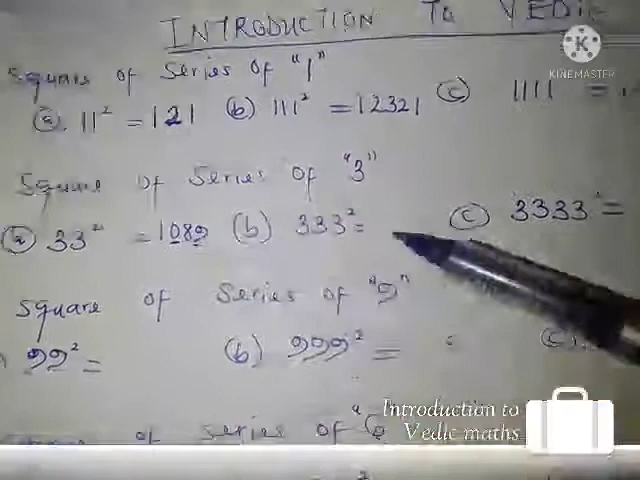 INTRODUCTION TO VEDIC
KINEMASTER
Square of Series of "1"
(a). 11² = 121 (b) 111² = 12321 (c) 1111 =
Square Of Series Of "3"
(a) 33² = 1089 (b) 333² = (c) 3333² =
Square of Series of "9"
99² = (b) 999² = (c).
of series of "6
Introduction to
Vedic maths